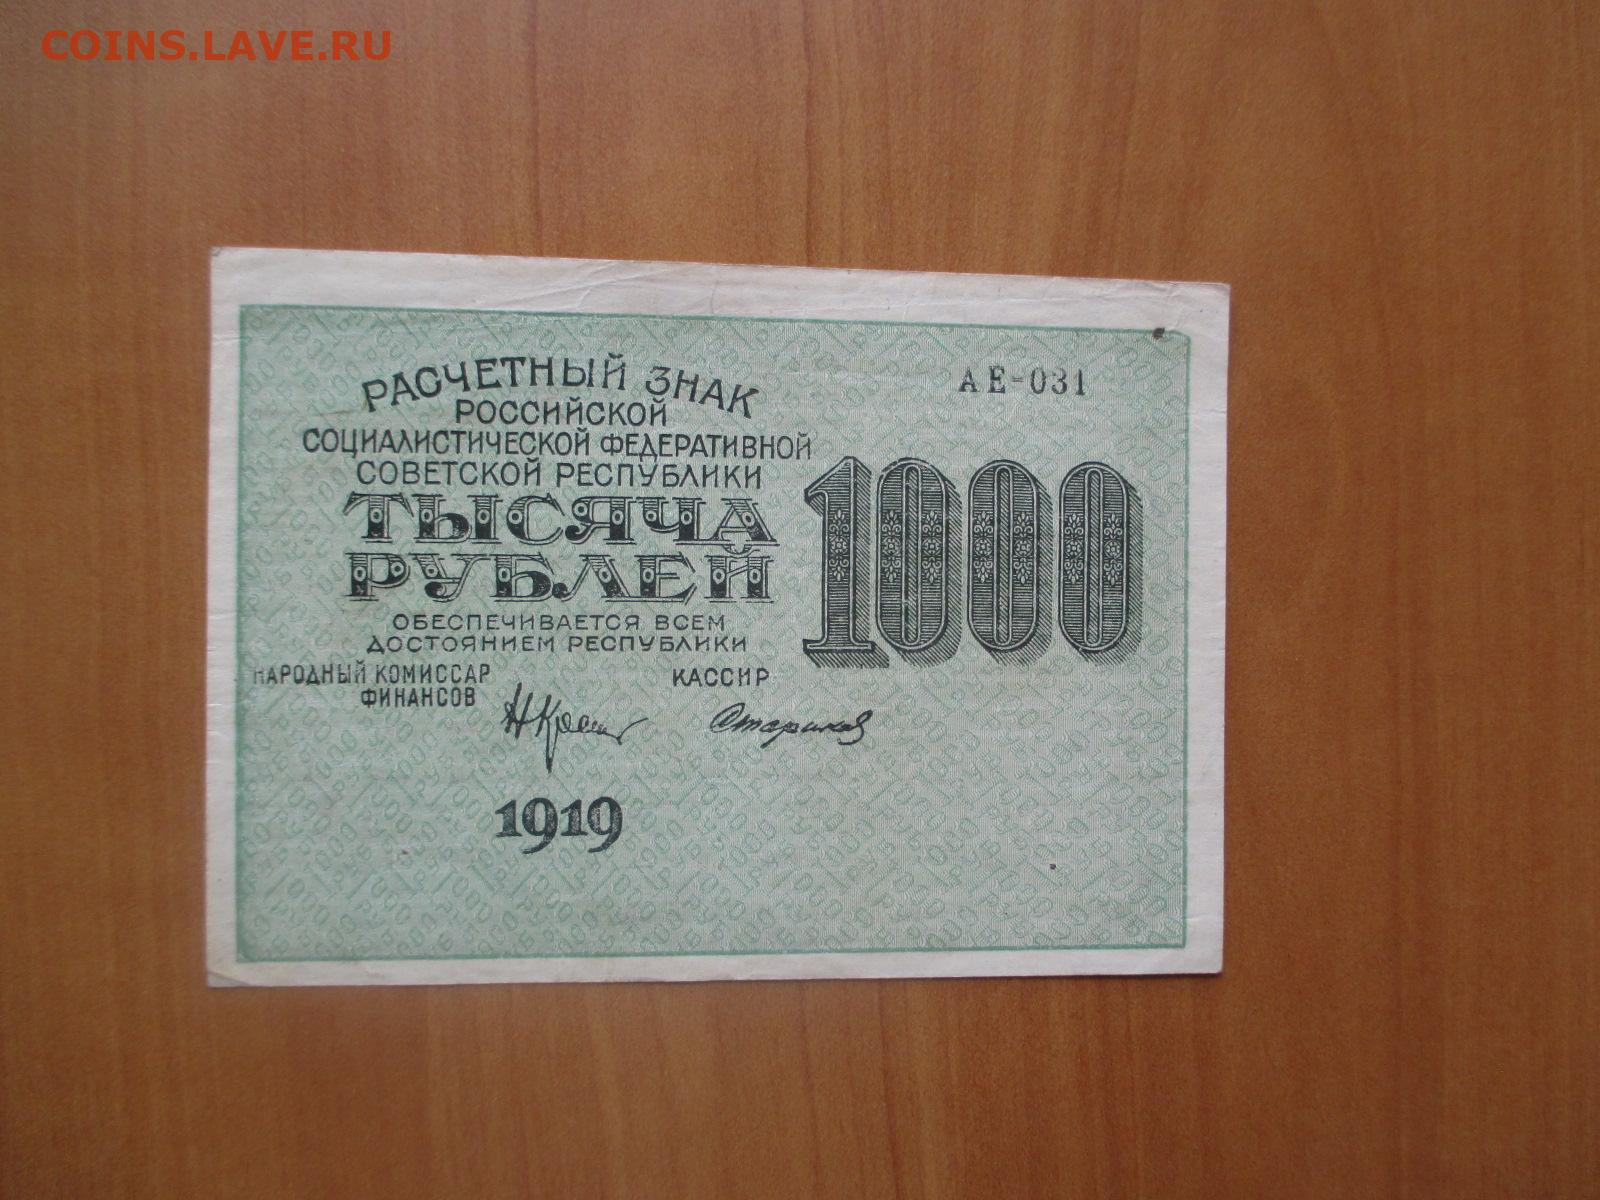 COINS.LAVE.RU
РАСЧЕТНЫЙ ЗНАК
АЕ-031
РОССИЙСКОЙ
СОЦИАЛИСТИЧЕСКОЙ ФЕДЕРАТИВНОЙ
СОВЕТСКОЙ РЕСПУБЛИКИ
ТЫСЯЧА
РУБЛЕЙ
1000
ОБЕСПЕЧИВАЕТСЯ ВСЕМ
ДОСТОЯНИЕМ РЕСПУБЛИКИ
НАРОДНЫЙ КОМИССАР
ФИНАНСОВ
КАССИР
Стариков
1919